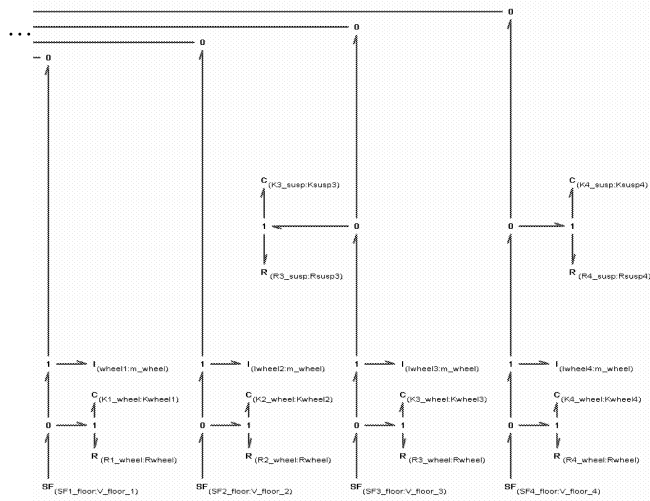 0
0
...
0
0
C (K3_susp:Ksusp3) C (K4_susp:Ksusp4)
1 0 0 1
R (R3_susp:Rsusp3) R (R4_susp:Rsusp4)
1 I (wheel1:m_wheel) 1 I (Iwheel2:m_wheel) 1 I (Iwheel3:m_wheel) 1 I (Iwheel4:m_wheel)
C (K1_wheel:Kwheel1) C (K2_wheel:Kwheel2) C (K3_wheel:Kwheel3) C (K4_wheel:Kwheel4)
0 1 0 1 0 1 0 1
R (R1_wheel:Rwheel) R (R2_wheel:Rwheel) R (R3_wheel:Rwheel) R (R4_wheel:Rwheel)
SF (SF1_floor:V_floor_1) SF (SF2_floor:V_floor_2) SF (SF3_floor:V_floor_3) SF (SF4_floor:V_floor_4)